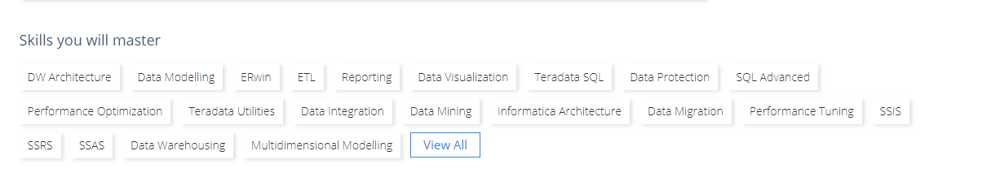 Skills you will master
DW Architecture Data Modelling ERwin ETL Reporting Data Visualization Teradata SQL Data Protection SQL Advanced
Performance Optimization Teradata Utilities Data Integration Data Mining Informatica Architecture Data Migration Performance Tuning SSIS
SSRS SSAS Data Warehousing Multidimensional Modelling View All